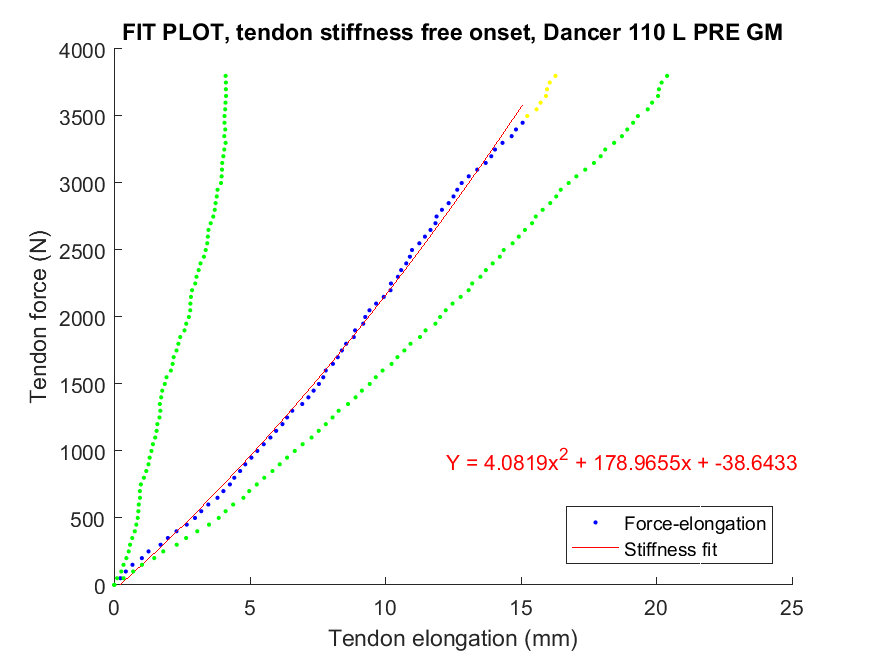 FIT PLOT, tendon stiffness free onset, Dancer 110 L PRE GM
4000
3500
3000
2500
2000
1500
1000
500
0
Tendon force (N)
Y = 4.0819x² + 178.9655x + -38.6433
Force-elongation
Stiffness fit
0 5 10 15 20 25
Tendon elongation (mm)